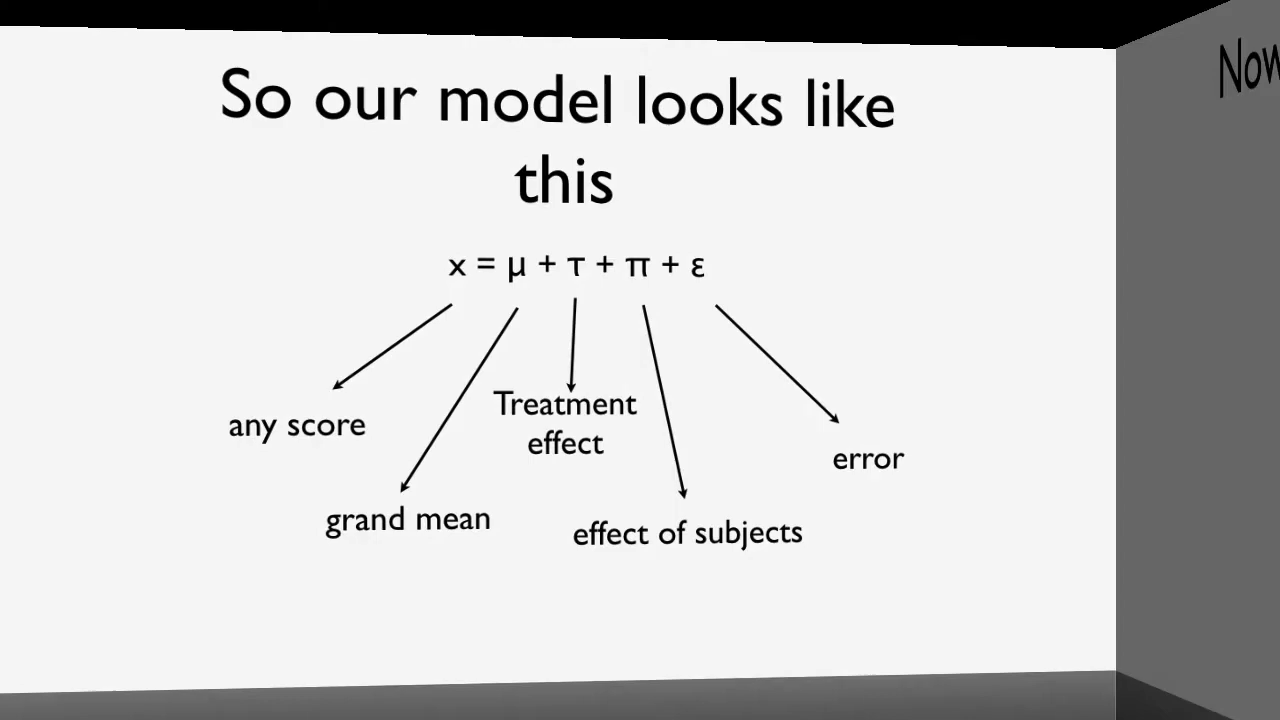 So our model looks like
this
x = μ + τ + π + ε
any score
grand mean
Treatment
effect
effect of subjects
error
Now